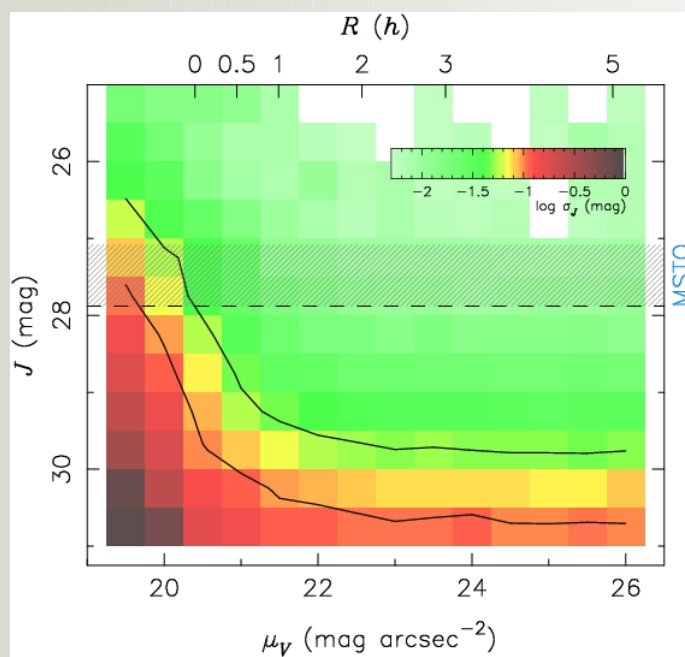 R (h)
0 0.5 1 2 3 5
26
28
30
J (mag)
−2 −1.5 −1 −0.5 0
log σJ (mag)
MSTO
20 22 24 26
μV (mag arcsec−2)